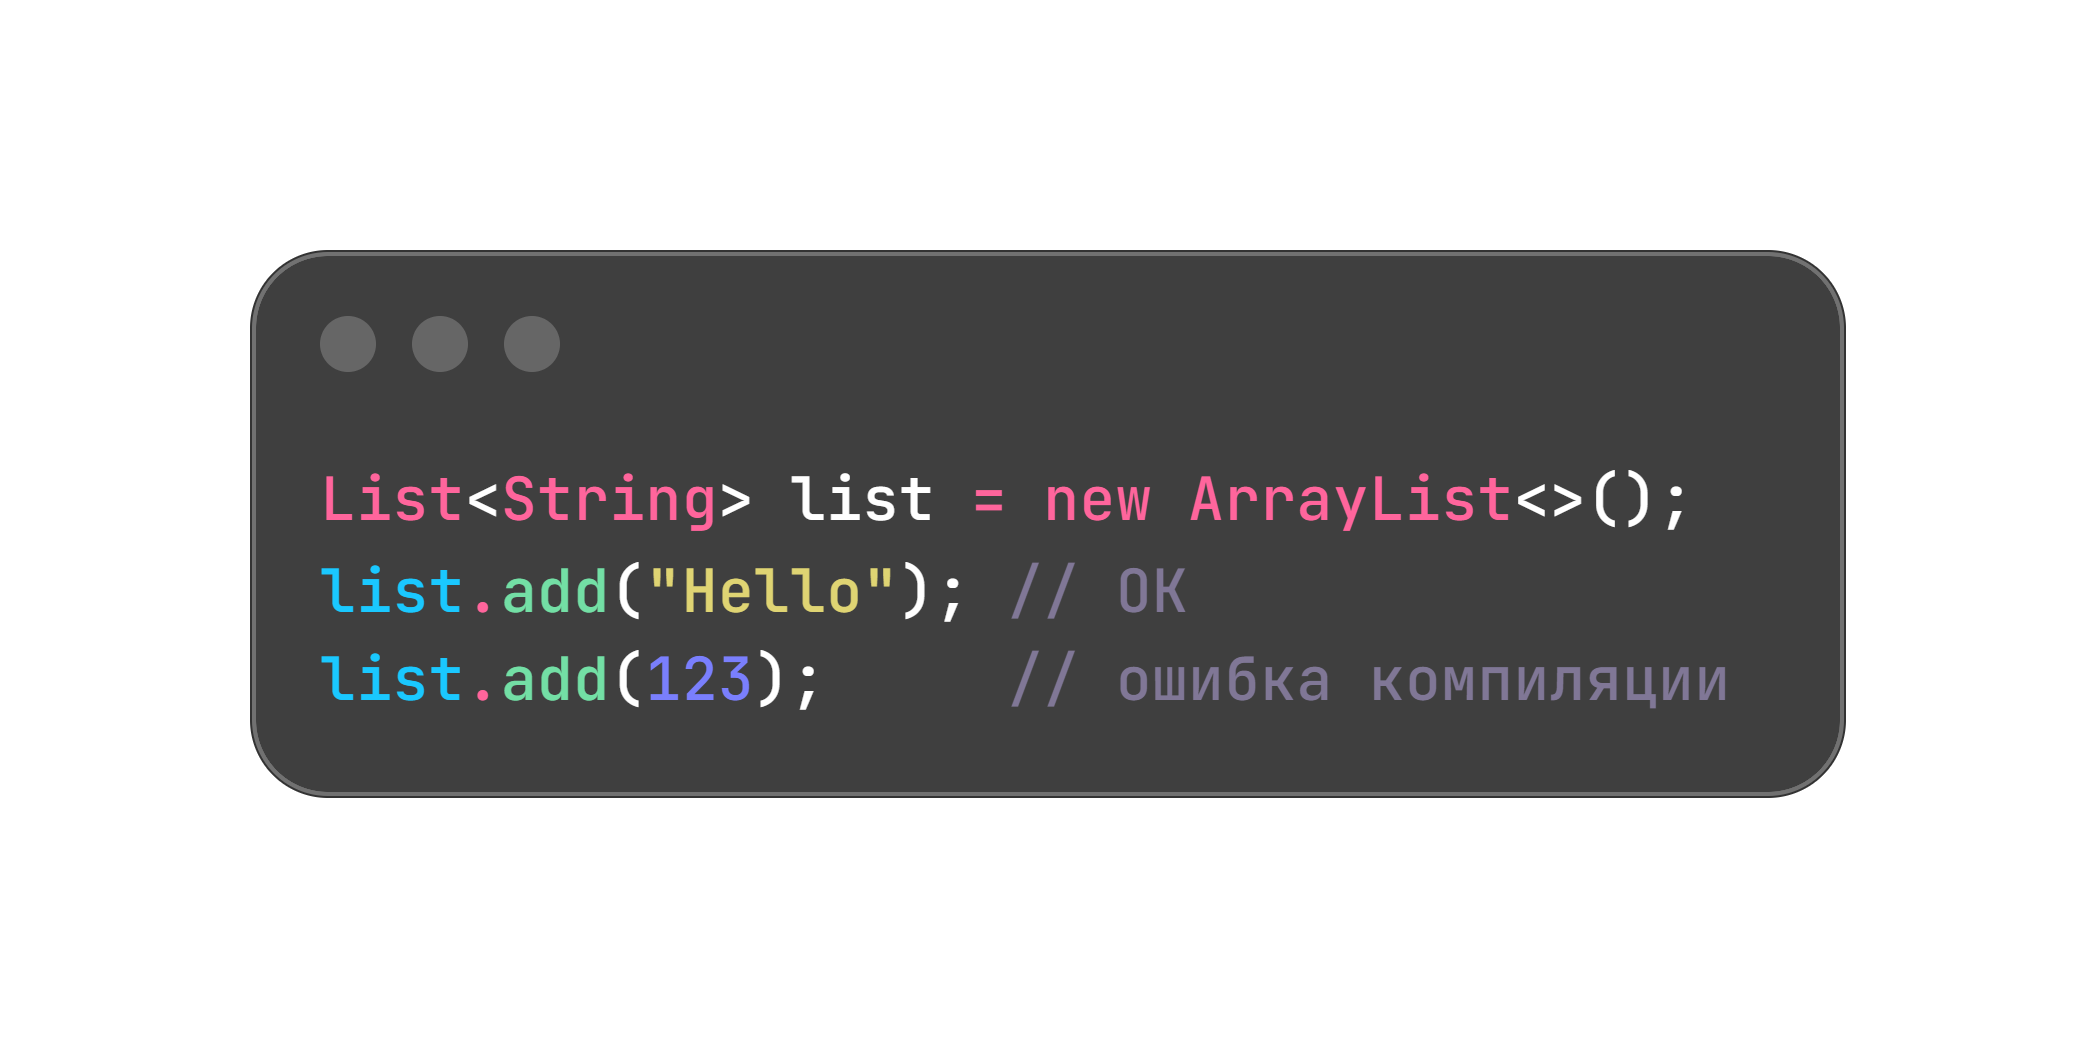 List<String> list = new ArrayList<>();
list.add("Hello"); // OK
list.add(123);     // ошибка компиляции